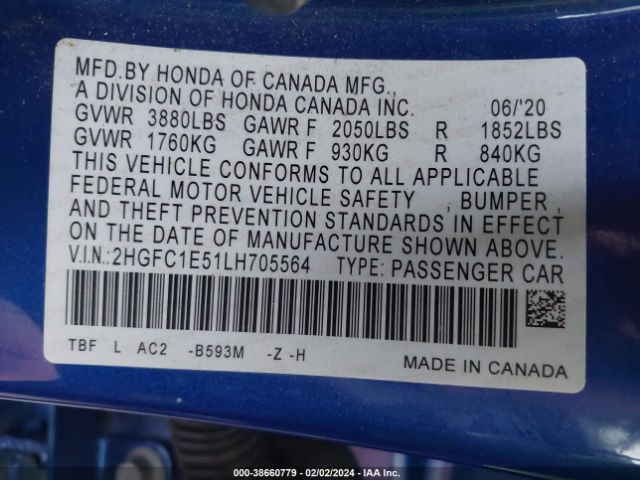 MFD.BY HONDA OF CANADA MFG.,
A DIVISION OF HONDA CANADA INC. 06/'20
GVWR 3880LBS GAWR F 2050LBS R 1852LBS
GVWR 1760KG GAWR F 930KG R 840KG
THIS VEHICLE CONFORMS TO ALL APPLICABLE
FEDERAL MOTOR VEHICLE SAFETY , BUMPER ,
AND THEFT PREVENTION STANDARDS IN EFFECT
ON THE DATE OF MANUFACTURE SHOWN ABOVE.
V.I.N.:2HGFC1E51LH705564 TYPE: PASSENGER CAR
TBF L AC2 -B593M -Z -H
MADE IN CANADA
000-38660779 - 02/02/2024 - IAA Inc.